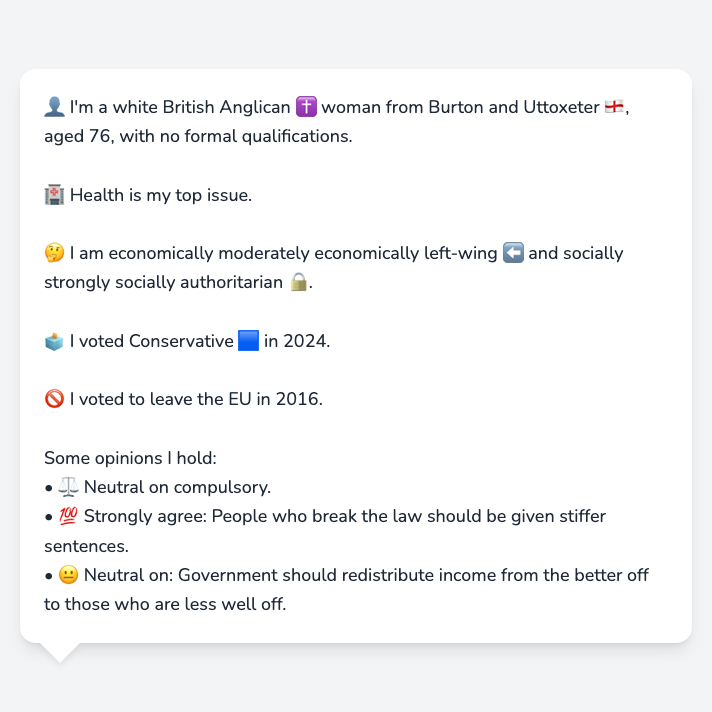 👤 I'm a white British Anglican ✝️ woman from Burton and Uttoxeter 🏴󠁧󠁢󠁥󠁮󠁧󠁿,
aged 76, with no formal qualifications.
🏥 Health is my top issue.
🤔 I am economically moderately economically left-wing ⬅️ and socially
strongly socially authoritarian 🔒.
🗳️ I voted Conservative 🟦 in 2024.
🚫 I voted to leave the EU in 2016.
Some opinions I hold:
• ⚖️ Neutral on compulsory.
• 💯 Strongly agree: People who break the law should be given stiffer
sentences.
• 😐 Neutral on: Government should redistribute income from the better off
to those who are less well off.